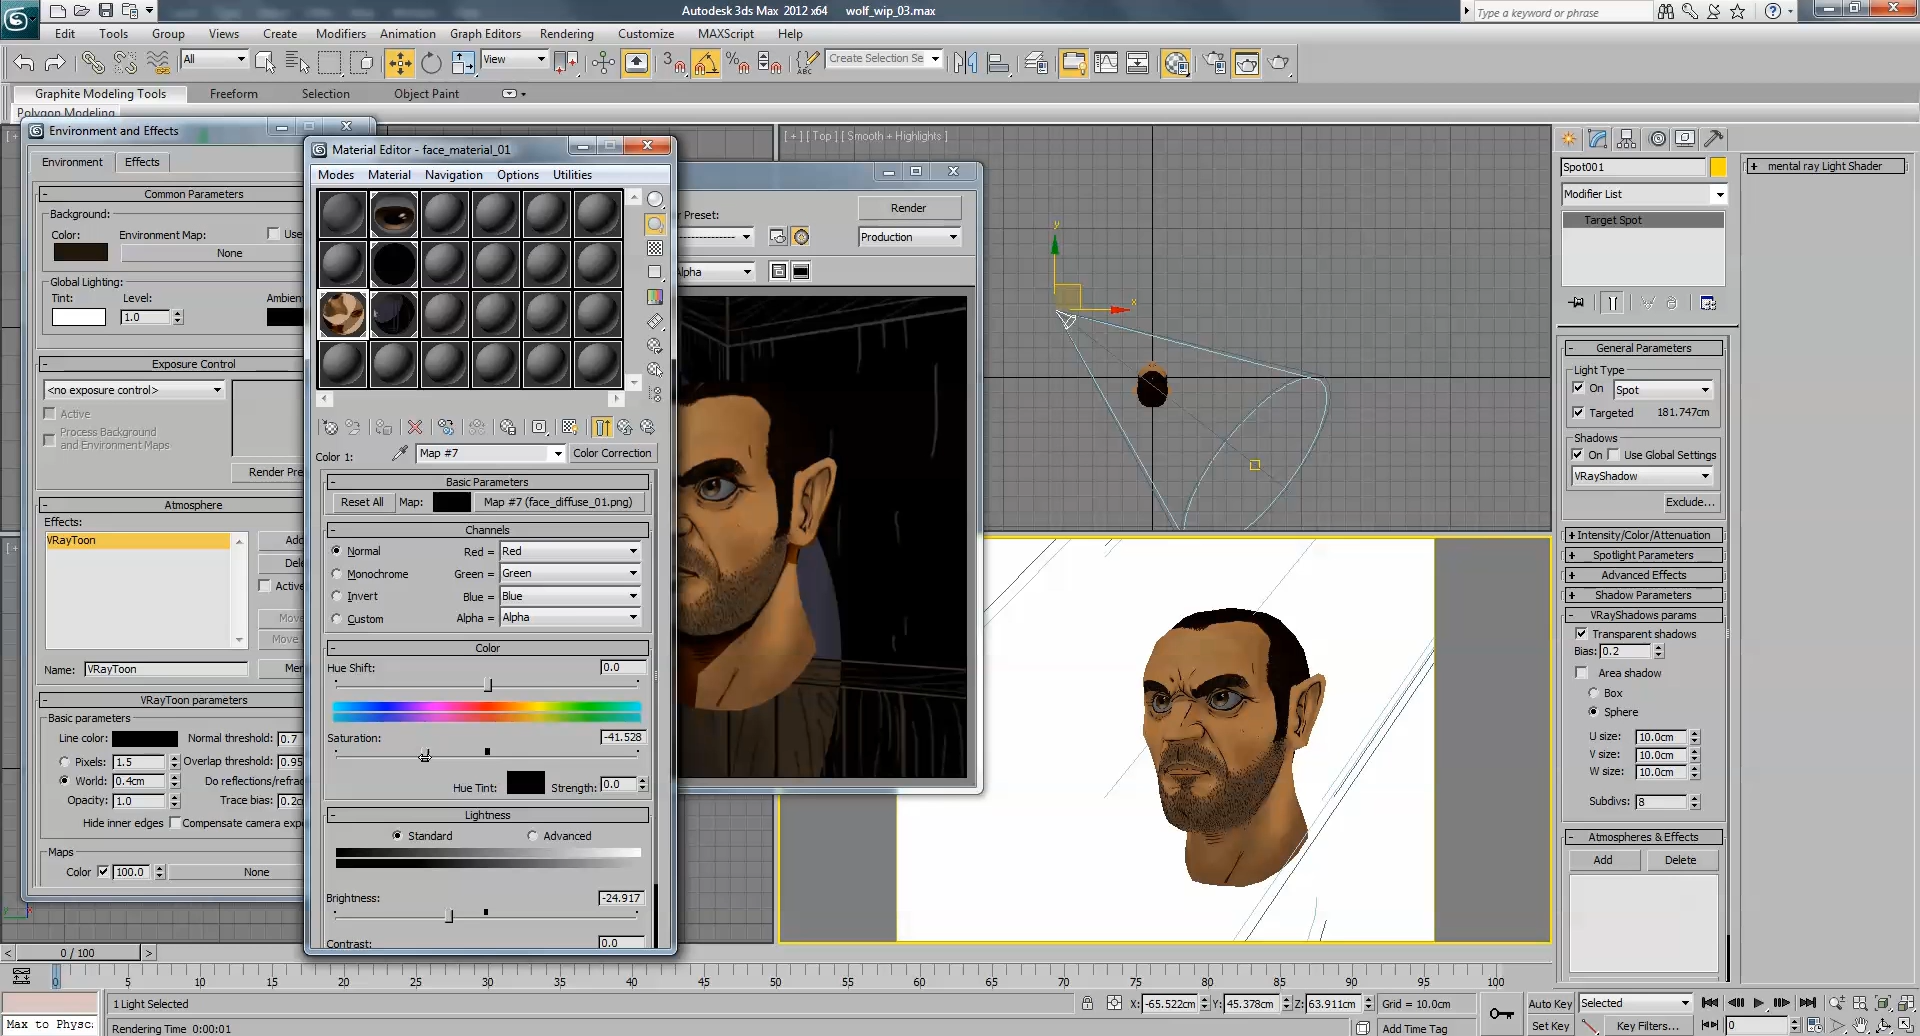 Autodesk 3ds Max 2012 x64 wolf_wip_03.max
Type a keyword or phrase
Edit Tools Group Views Create Modifiers Animation Graph Editors Rendering Customize MAXScript Help
All View 3 Create Selection Se
Graphite Modeling Tools Freeform Selection Object Paint
Polygon Modeling
Environment and Effects
Environment Effects
Common Parameters
Background:
Color: Environment Map: Use
None
Global Lighting:
Tint: Level: Ambien
1.0
Exposure Control
<no exposure control>
Active
Process Background
and Environment Maps
Render Pre
Atmosphere
Effects:
VRayToon
Add
Dele
Active
Move
Move
Name: VRayToon Mer
VRayToon parameters
Basic parameters
Line color: Normal threshold: 0.7
Pixels: 1.5 Overlap threshold: 0.95
World: 0.4cm Do reflections/refrac
Opacity: 1.0 Trace bias: 0.2c
Hide inner edges Compensate camera exp
Maps
Color 100.0 None
Material Editor - face_material_01
Modes Material Navigation Options Utilities
Color 1: Map #7 Color Correction
Basic Parameters
Reset All Map: Map #7 (face_diffuse_01.png)
Channels
Normal Red = Red
Monochrome Green = Green
Invert Blue = Blue
Custom Alpha = Alpha
Color
Hue Shift: 0.0
Saturation: -41.528
Hue Tint: Strength: 0.0
Lightness
Standard Advanced
Brightness: -24.917
Contrast: 0.0
r Preset: Render
Production
Alpha
[ + ] [ Top ] [ Smooth + Highlights ]
y
x
Spot001
Modifier List
Target Spot
General Parameters
Light Type
On Spot
Targeted 181.747cm
Shadows
On Use Global Settings
VRayShadow
Exclude...
+ Intensity/Color/Attenuation
+ Spotlight Parameters
+ Advanced Effects
+ Shadow Parameters
- VRayShadows params
Transparent shadows
Bias: 0.2
Area shadow
Box
Sphere
U size: 10.0cm
V size: 10.0cm
W size: 10.0cm
Subdivs: 8
- Atmospheres & Effects
Add Delete
+ mental ray Light Shader
< 0 / 100 >
0 5 10 15 20 25 30 35 40 45 50 55 60 65 70 75 80 85 90 95 100
1 Light Selected X: -65.522cm Y: 45.378cm Z: 63.911cm Grid = 10.0cm Auto Key Selected
Max to Physc: Rendering Time 0:00:01 Add Time Tag Set Key Key Filters... 0